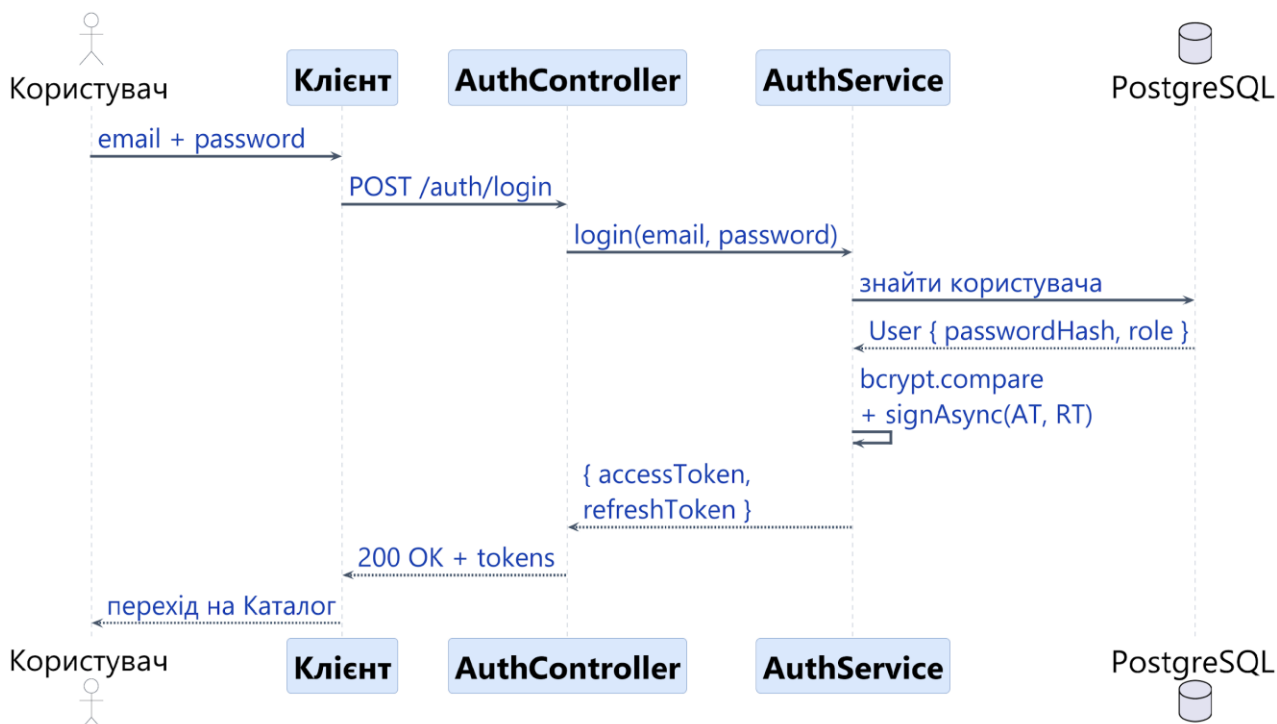 Користувач
Клієнт
AuthController
AuthService
PostgreSQL
email + password
POST /auth/login
login(email, password)
знайти користувача
User { passwordHash, role }
bcrypt.compare
+ signAsync(AT, RT)
{ accessToken,
refreshToken }
200 OK + tokens
перехід на Каталог
Користувач
Клієнт
AuthController
AuthService
PostgreSQL